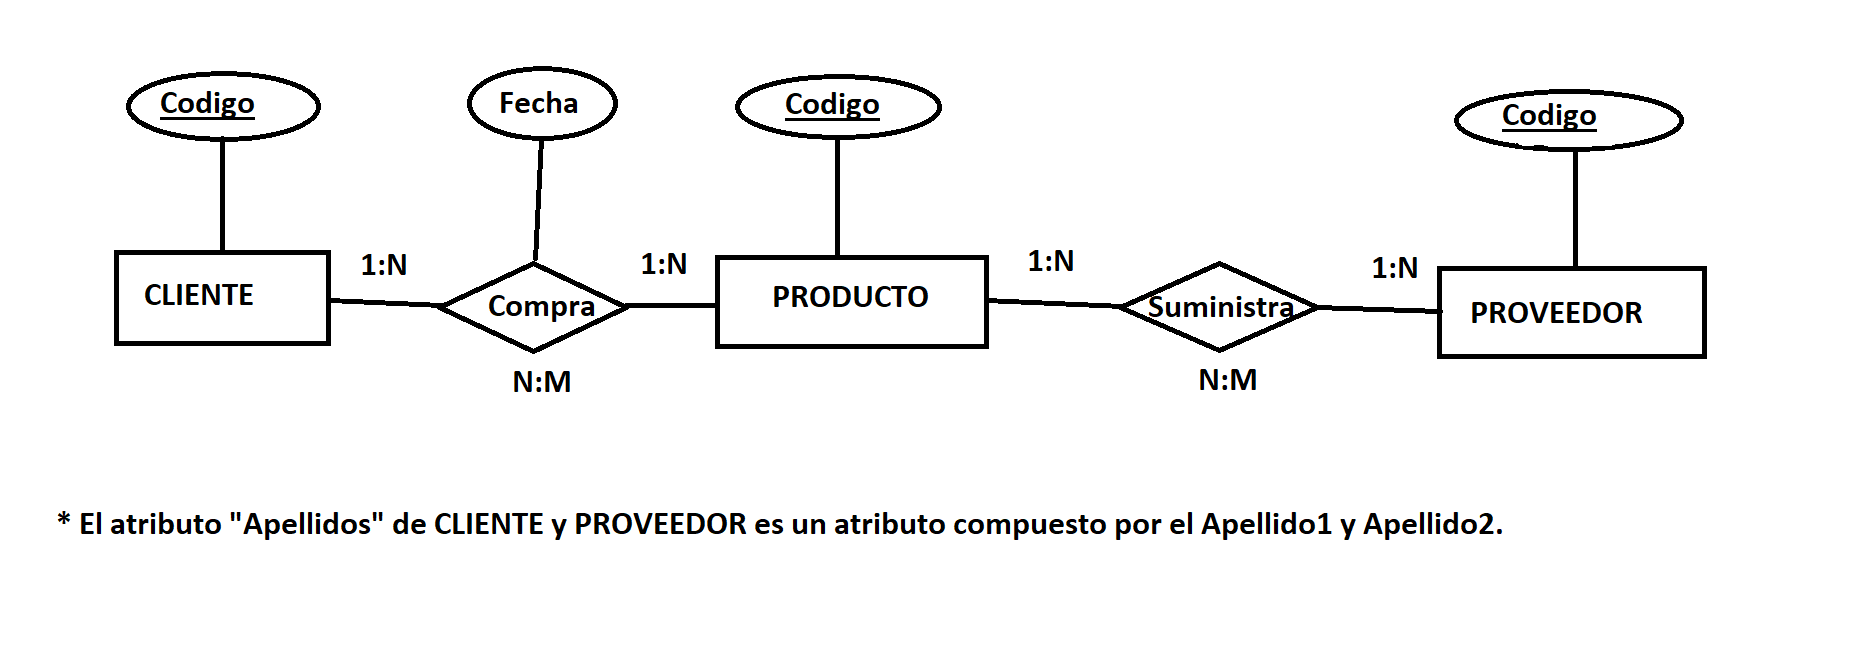 Codigo
Fecha
Codigo
Codigo
CLIENTE
1:N
Compra
1:N
PRODUCTO
1:N
Suministra
1:N
PROVEEDOR
N:M
N:M
* El atributo "Apellidos" de CLIENTE y PROVEEDOR es un atributo compuesto por el Apellido1 y Apellido2.